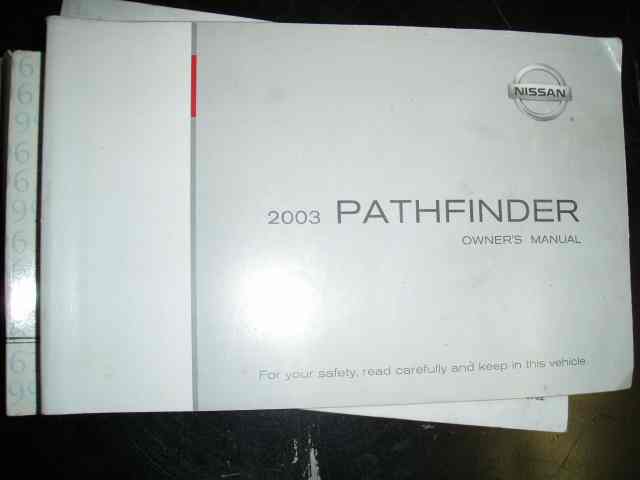 NISSAN
2003 PATHFINDER
OWNER'S MANUAL
For your safety, read carefully and keep in this vehicle.